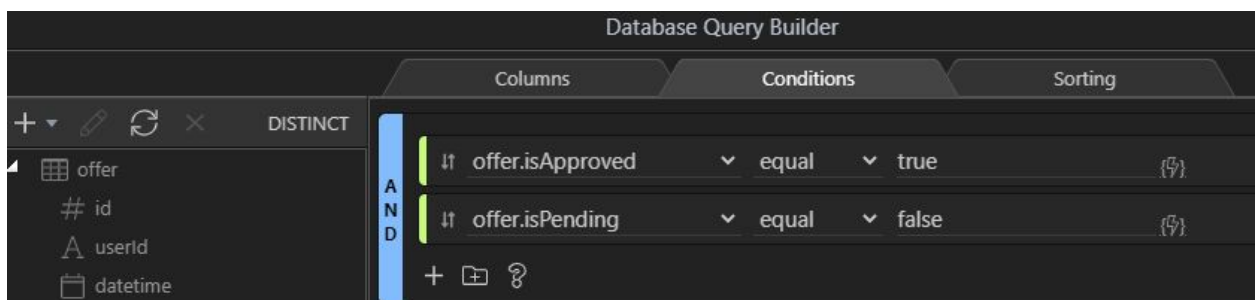 Database Query Builder
Columns Conditions Sorting
DISTINCT
offer
# id
A userId
datetime
AND
offer.isApproved equal true
offer.isPending equal false